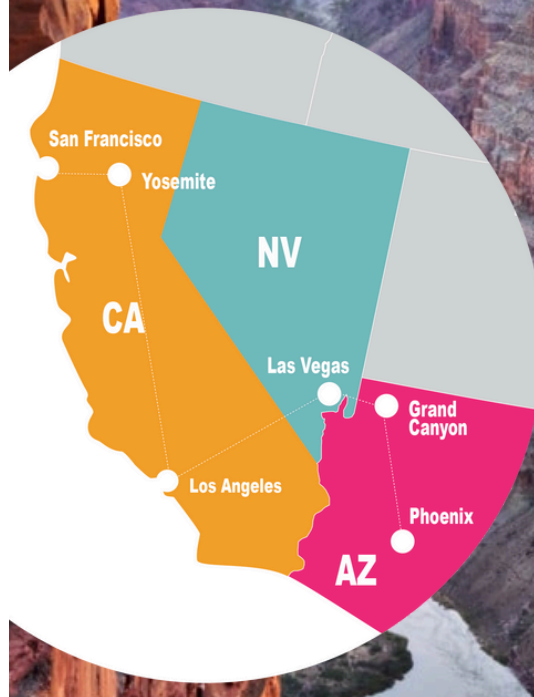 San Francisco
Yosemite
NV
CA
Las Vegas
Grand
Canyon
Los Angeles
Phoenix
AZ